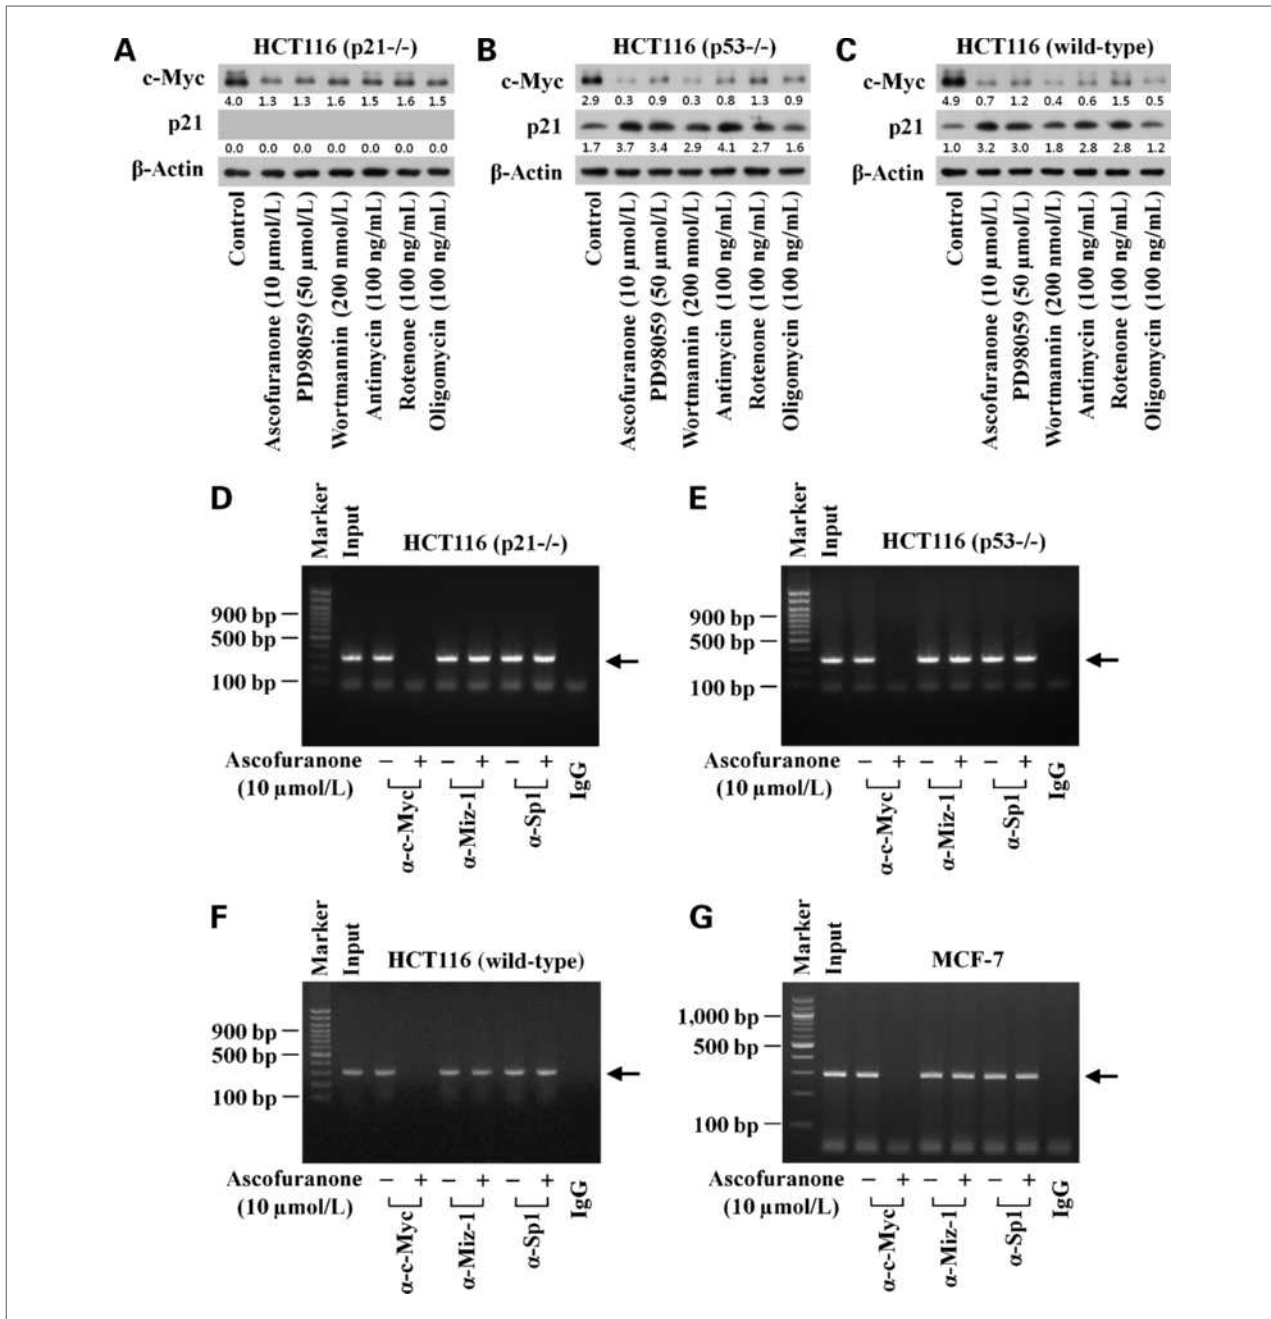 A
HCT116 (p21-/-)
c-Myc
4.0 1.3 1.3 1.6 1.5 1.6 1.5
p21
0.0 0.0 0.0 0.0 0.0 0.0 0.0
β-Actin
Control
Ascofuranone (10 µmol/L)
PD98059 (50 µmol/L)
Wortmannin (200 nmol/L)
Antimycin (100 ng/mL)
Rotenone (100 ng/mL)
Oligomycin (100 ng/mL)
B
HCT116 (p53-/-)
c-Myc
2.9 0.3 0.9 0.3 0.8 1.3 0.9
p21
1.7 3.7 3.4 2.9 4.1 2.7 1.6
β-Actin
Control
Ascofuranone (10 µmol/L)
PD98059 (50 µmol/L)
Wortmannin (200 nmol/L)
Antimycin (100 ng/mL)
Rotenone (100 ng/mL)
Oligomycin (100 ng/mL)
C
HCT116 (wild-type)
c-Myc
4.9 0.7 1.2 0.4 0.6 1.5 0.5
p21
1.0 3.2 3.0 1.8 2.8 2.8 1.2
β-Actin
Control
Ascofuranone (10 µmol/L)
PD98059 (50 µmol/L)
Wortmannin (200 nmol/L)
Antimycin (100 ng/mL)
Rotenone (100 ng/mL)
Oligomycin (100 ng/mL)
D
Marker
Input
HCT116 (p21-/-)
900 bp
500 bp
100 bp
Ascofuranone − + − + − +
(10 µmol/L)
α-c-Myc
α-Miz-1
α-Sp1
IgG
E
Marker
Input
HCT116 (p53-/-)
900 bp
500 bp
100 bp
Ascofuranone − + − + − +
(10 µmol/L)
α-c-Myc
α-Miz-1
α-Sp1
IgG
F
Marker
Input
HCT116 (wild-type)
900 bp
500 bp
100 bp
Ascofuranone − + − + − +
(10 µmol/L)
α-c-Myc
α-Miz-1
α-Sp1
IgG
G
Marker
Input
MCF-7
1,000 bp
500 bp
100 bp
Ascofuranone − + − + − +
(10 µmol/L)
α-c-Myc
α-Miz-1
α-Sp1
IgG